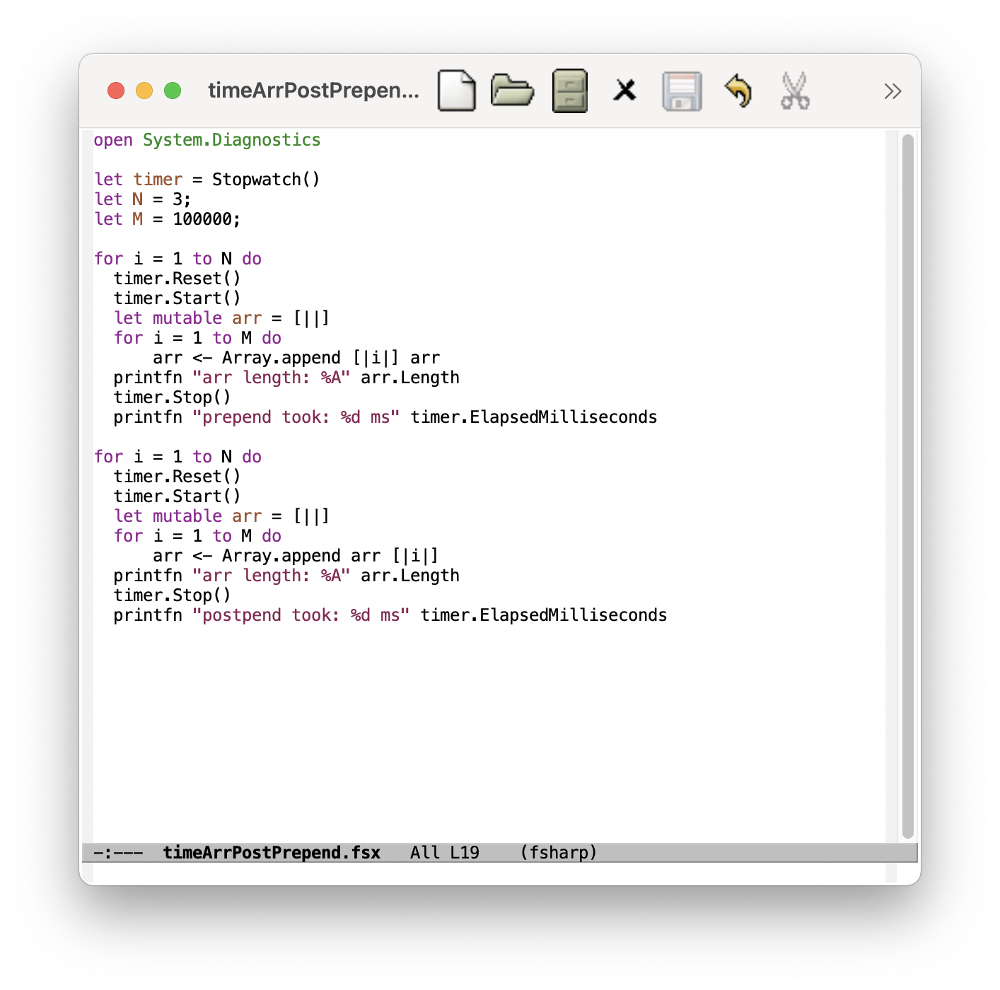 timeArrPostPrepen...
open System.Diagnostics
let timer = Stopwatch()
let N = 3;
let M = 100000;
for i = 1 to N do
  timer.Reset()
  timer.Start()
  let mutable arr = [||]
  for i = 1 to M do
      arr <- Array.append [|i|] arr
  printfn "arr length: %A" arr.Length
  timer.Stop()
  printfn "prepend took: %d ms" timer.ElapsedMilliseconds
for i = 1 to N do
  timer.Reset()
  timer.Start()
  let mutable arr = [||]
  for i = 1 to M do
      arr <- Array.append arr [|i|]
  printfn "arr length: %A" arr.Length
  timer.Stop()
  printfn "postpend took: %d ms" timer.ElapsedMilliseconds
-:--- timeArrPostPrepend.fsx All L19 (fsharp)